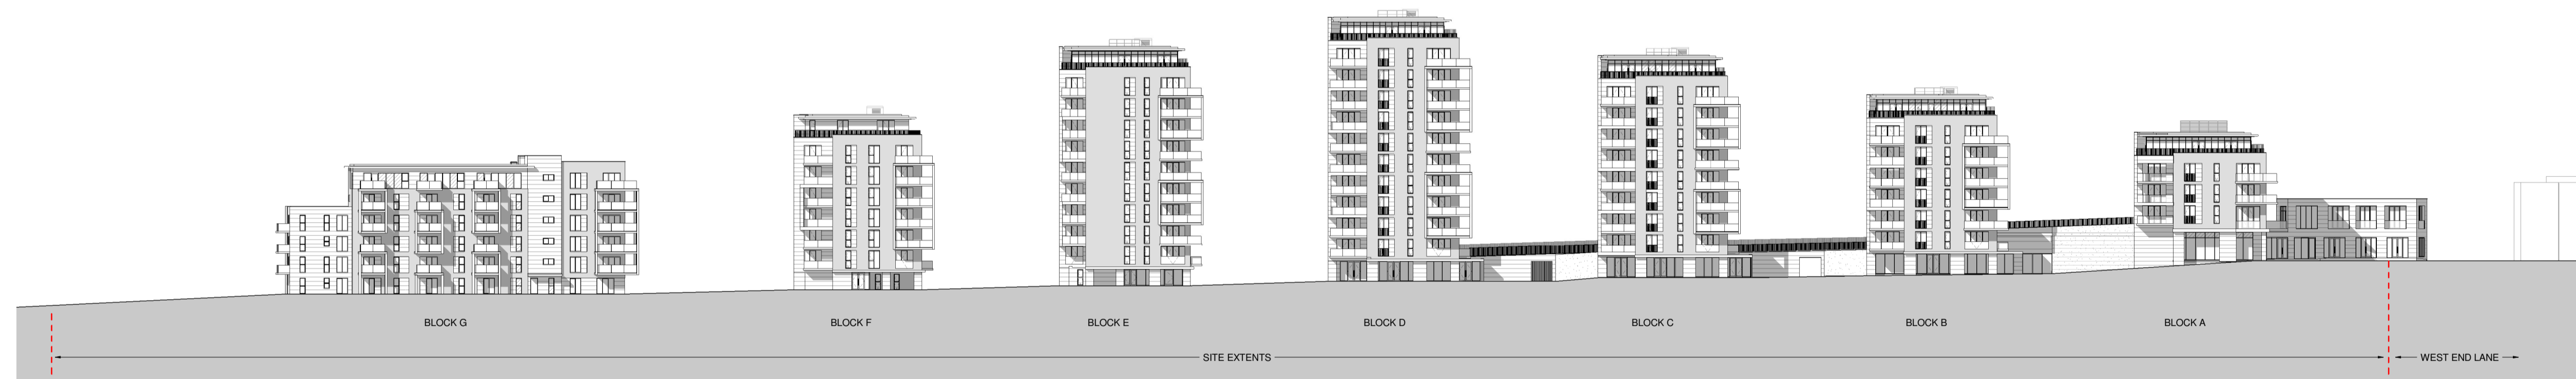 BLOCK G
BLOCK F
BLOCK E
BLOCK D
BLOCK C
BLOCK B
BLOCK A
SITE EXTENTS
WEST END LANE